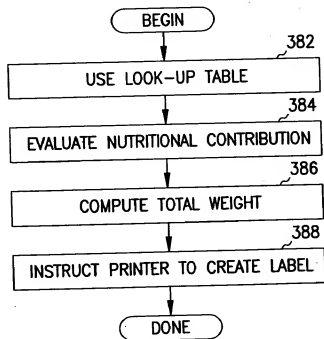 BEGIN
382
USE LOOK-UP TABLE
384
EVALUATE NUTRITIONAL CONTRIBUTION
386
COMPUTE TOTAL WEIGHT
388
INSTRUCT PRINTER TO CREATE LABEL
DONE